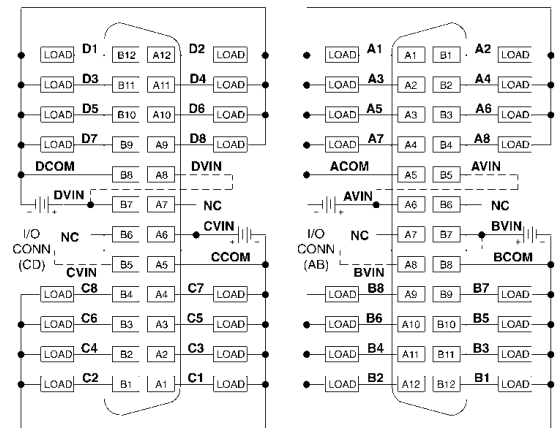 LOAD D1 B12 A12 D2 LOAD
LOAD D3 B11 A11 D4 LOAD
LOAD D5 B10 A10 D6 LOAD
LOAD D7 B9 A9 D8 LOAD
DCOM B8 A8 DVIN
DVIN B7 A7 NC
- +
I/O CONN (CD)
NC B6 A6 CVIN
+ -
CVIN B5 A5 CCOM
LOAD C8 B4 A4 C7 LOAD
LOAD C6 B3 A3 C5 LOAD
LOAD C4 B2 A2 C3 LOAD
LOAD C2 B1 A1 C1 LOAD
LOAD A1 A1 B1 A2 LOAD
LOAD A3 A2 B2 A4 LOAD
LOAD A5 A3 B3 A6 LOAD
LOAD A7 A4 B4 A8 LOAD
ACOM A5 B5 AVIN
AVIN A6 B6 NC
- +
I/O CONN (AB)
NC A7 B7 BVIN
+ -
BVIN A8 B8 BCOM
LOAD B8 A9 B9 B7 LOAD
LOAD B6 A10 B10 B5 LOAD
LOAD B4 A11 B11 B3 LOAD
LOAD B2 A12 B12 B1 LOAD